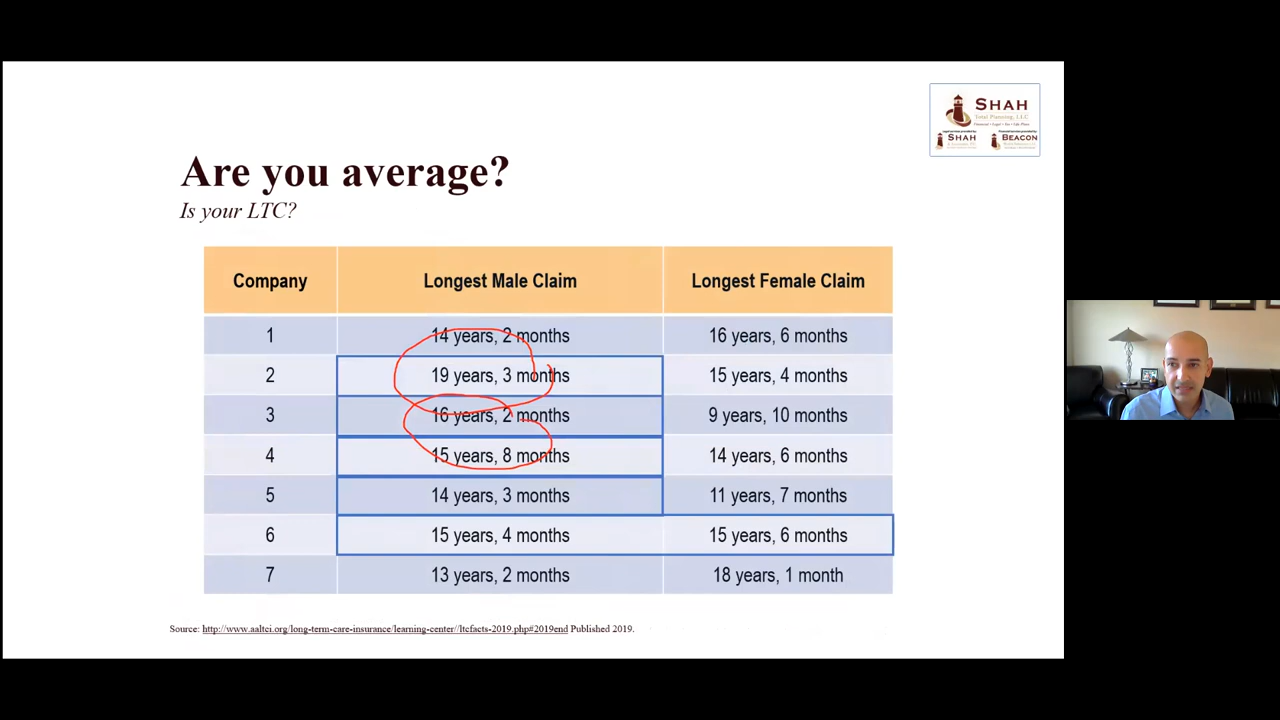 SHAH
Total Planning, LLC
Financial • Legal • Tax • Life Plans
SHAH
BEACON
Are you average?
Is your LTC?
Company Longest Male Claim Longest Female Claim
1 14 years, 2 months 16 years, 6 months
2 19 years, 3 months 15 years, 4 months
3 16 years, 2 months 9 years, 10 months
4 15 years, 8 months 14 years, 6 months
5 14 years, 3 months 11 years, 7 months
6 15 years, 4 months 15 years, 6 months
7 13 years, 2 months 18 years, 1 month
Source: http://www.aaltci.org/long-term-care-insurance/learning-center//ltcfacts-2019.php#2019end Published 2019.